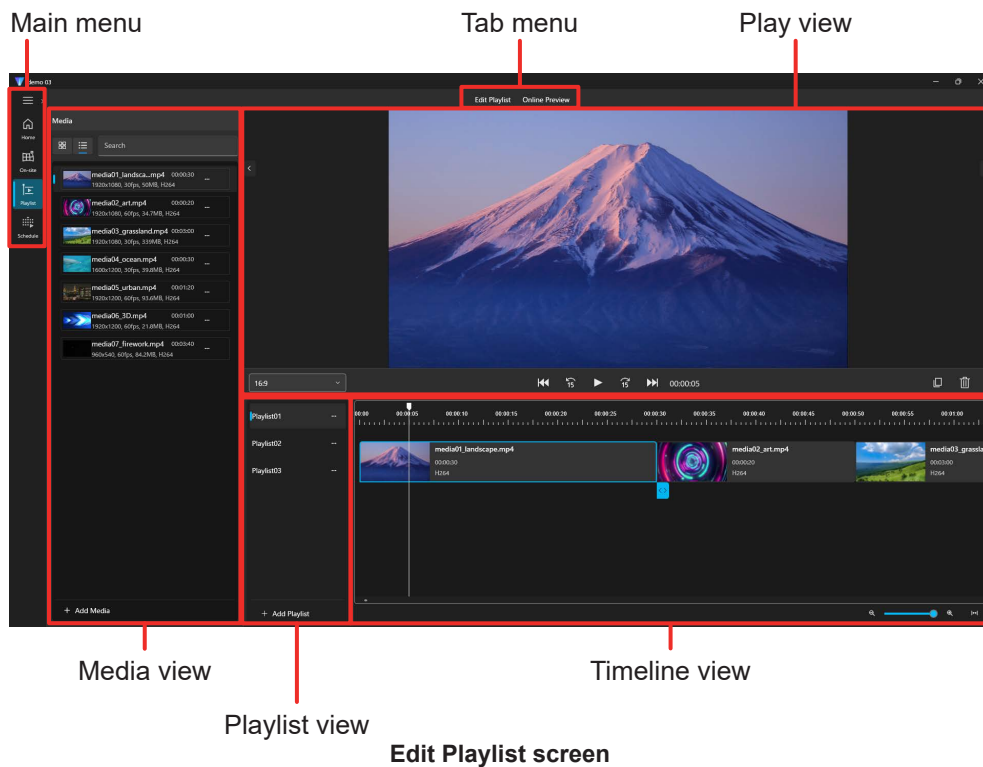 Main menu
Tab menu
Play view
demo 03
Edit Playlist
Online Preview
Home
On-site
Playlist
Schedule
Media
Search
media01_landsca...mp4 00:00:30
1920x1080, 30fps, 50MB, H264
media02_art.mp4 00:00:20
1920x1080, 60fps, 34.7MB, H264
media03_grassland.mp4 00:03:00
1920x1080, 30fps, 339MB, H264
media04_ocean.mp4 00:00:30
1600x1200, 30fps, 39.8MB, H264
media05_urban.mp4 00:01:20
1920x1200, 60fps, 93.6MB, H264
media06_3D.mp4 00:01:00
1920x1200, 60fps, 21.8MB, H264
media07_firework.mp4 00:03:40
960x540, 60fps, 84.2MB, H264
+ Add Media
16:9
15
15
00:00:05
Playlist01
Playlist02
Playlist03
+ Add Playlist
00:00 00:00:05 00:00:10 00:00:15 00:00:20 00:00:25 00:00:30 00:00:35 00:00:40 00:00:45 00:00:50 00:00:55 00:01:00
media01_landscape.mp4
00:00:30
H264
media02_art.mp4
00:00:20
H264
media03_grassla
00:03:00
H264
Media view
Timeline view
Playlist view
Edit Playlist screen